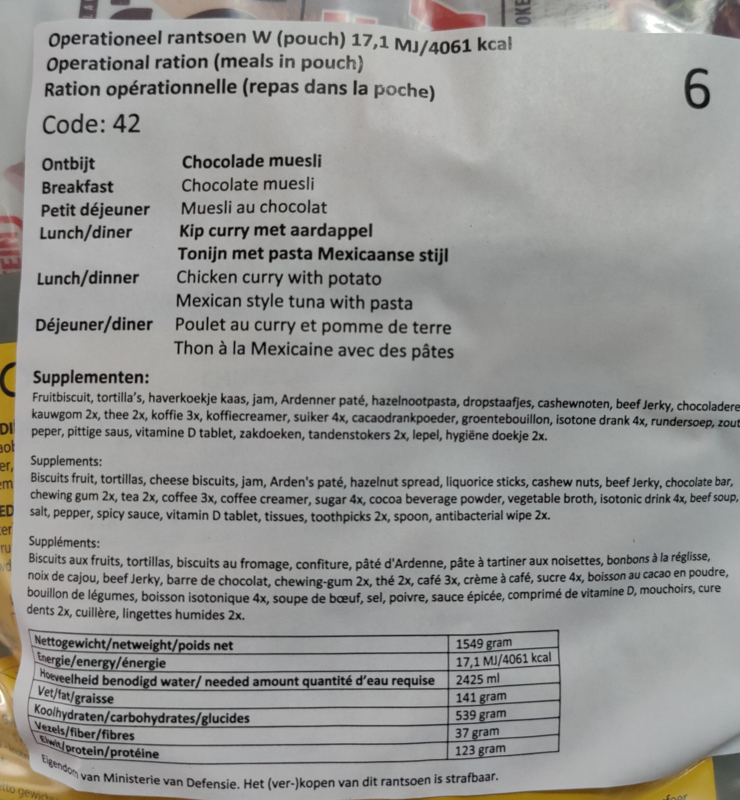 Operationeel rantsoen W (pouch) 17,1 MJ/4061 kcal
Operational ration (meals in pouch)
Ration opérationnelle (repas dans la poche)
6
Code: 42
Ontbijt Chocolade muesli
Breakfast Chocolate muesli
Petit déjeuner Muesli au chocolat
Lunch/diner Kip curry met aardappel
Tonijn met pasta Mexicaanse stijl
Lunch/dinner Chicken curry with potato
Mexican style tuna with pasta
Déjeuner/diner Poulet au curry et pomme de terre
Thon à la Mexicaine avec des pâtes
Supplementen:
Fruitbiscuit, tortilla's, haverkoekje kaas, jam, Ardenner paté, hazelnootpasta, dropstaafjes, cashewnoten, beef Jerky, chocoladere
kauwgom 2x, thee 2x, koffie 3x, koffiecreamer, suiker 4x, cacaodrankpoeder, groentebouillon, isotone drank 4x, rundersoep, zout
peper, pittige saus, vitamine D tablet, zakdoeken, tandenstokers 2x, lepel, hygiëne doekje 2x.
Supplements:
Biscuits fruit, tortillas, cheese biscuits, jam, Arden's paté, hazelnut spread, liquorice sticks, cashew nuts, beef Jerky, chocolate bar,
chewing gum 2x, tea 2x, coffee 3x, coffee creamer, sugar 4x, cocoa beverage powder, vegetable broth, isotonic drink 4x, beef soup,
salt, pepper, spicy sauce, vitamin D tablet, tissues, toothpicks 2x, spoon, antibacterial wipe 2x.
Suppléments:
Biscuits aux fruits, tortillas, biscuits au fromage, confiture, pâté d'Ardenne, pâte à tartiner aux noisettes, bonbons à la réglisse,
noix de cajou, beef Jerky, barre de chocolat, chewing-gum 2x, thé 2x, café 3x, crème à café, sucre 4x, boisson au cacao en poudre,
bouillon de légumes, boisson isotonique 4x, soupe de bœuf, sel, poivre, sauce épicée, comprimé de vitamine D, mouchoirs, cure
dents 2x, cuillère, lingettes humides 2x.
Nettogewicht/netweight/poids net 1549 gram
Energie/energy/énergie 17,1 MJ/4061 kcal
Hoeveelheid benodigd water/ needed amount quantité d'eau requise 2425 ml
Vet/fat/graisse 141 gram
Koolhydraten/carbohydrates/glucides 539 gram
Vezels/fiber/fibres 37 gram
Eiwit/protein/protéine 123 gram
Eigendom van Ministerie van Defensie. Het (ver-)kopen van dit rantsoen is strafbaar.